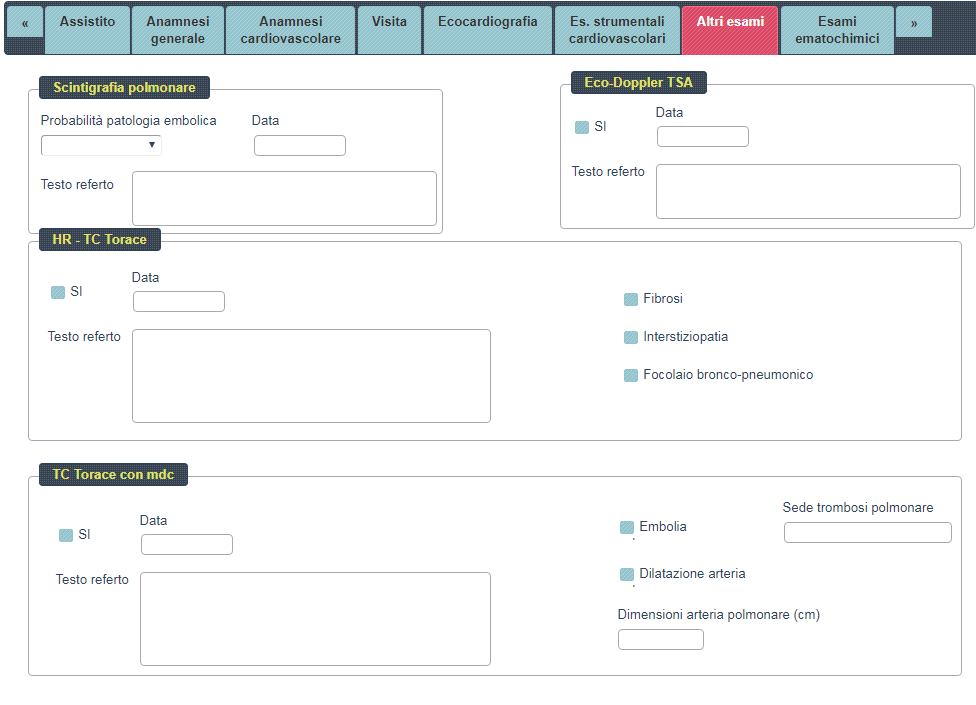 «
Assistito
Anamnesi
generale
Anamnesi
cardiovascolare
Visita
Ecocardiografia
Es. strumentali
cardiovascolari
Altri esami
Esami
ematochimici
»
Scintigrafia polmonare
Probabilità patologia embolica
Data
Testo referto
Eco-Doppler TSA
SI
Data
Testo referto
HR - TC Torace
SI
Data
Testo referto
Fibrosi
Interstiziopatia
Focolaio bronco-pneumonico
TC Torace con mdc
SI
Data
Testo referto
Embolia
Sede trombosi polmonare
Dilatazione arteria
Dimensioni arteria polmonare (cm)